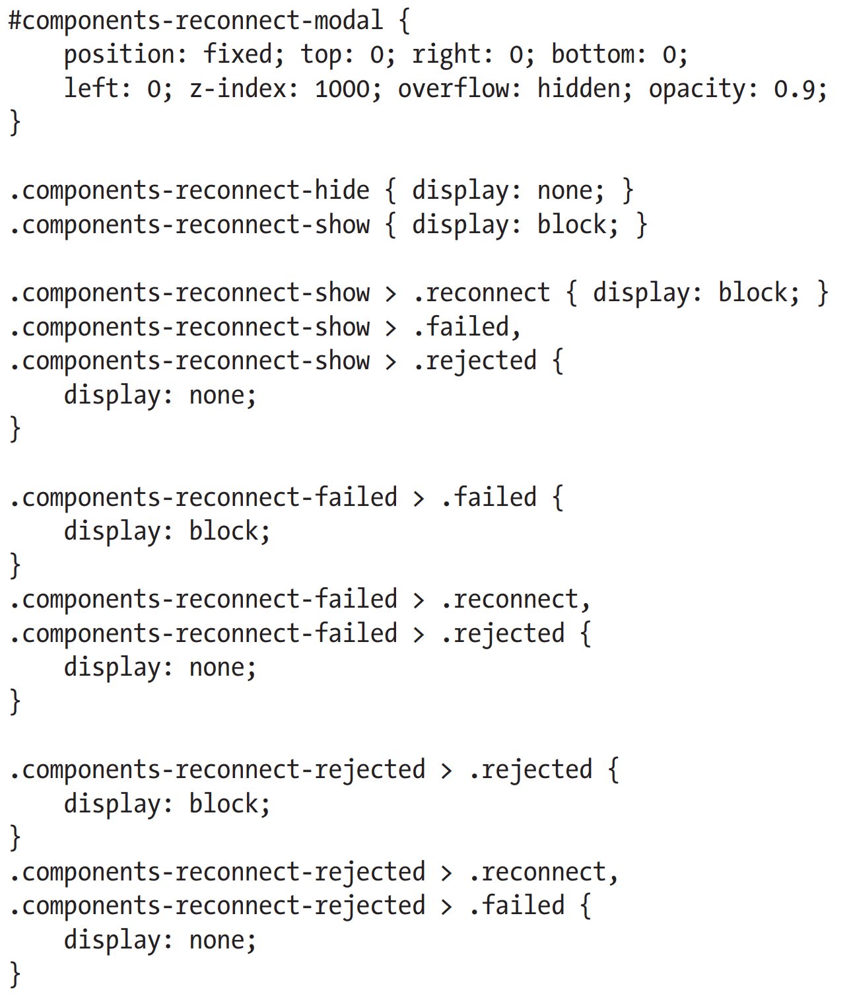 #components-reconnect-modal {
    position: fixed; top: 0; right: 0; bottom: 0;
    left: 0; z-index: 1000; overflow: hidden; opacity: 0.9;
}

.components-reconnect-hide { display: none; }
.components-reconnect-show { display: block; }

.components-reconnect-show > .reconnect { display: block; }
.components-reconnect-show > .failed,
.components-reconnect-show > .rejected {
    display: none;
}

.components-reconnect-failed > .failed {
    display: block;
}
.components-reconnect-failed > .reconnect,
.components-reconnect-failed > .rejected {
    display: none;
}

.components-reconnect-rejected > .rejected {
    display: block;
}
.components-reconnect-rejected > .reconnect,
.components-reconnect-rejected > .failed {
    display: none;
}